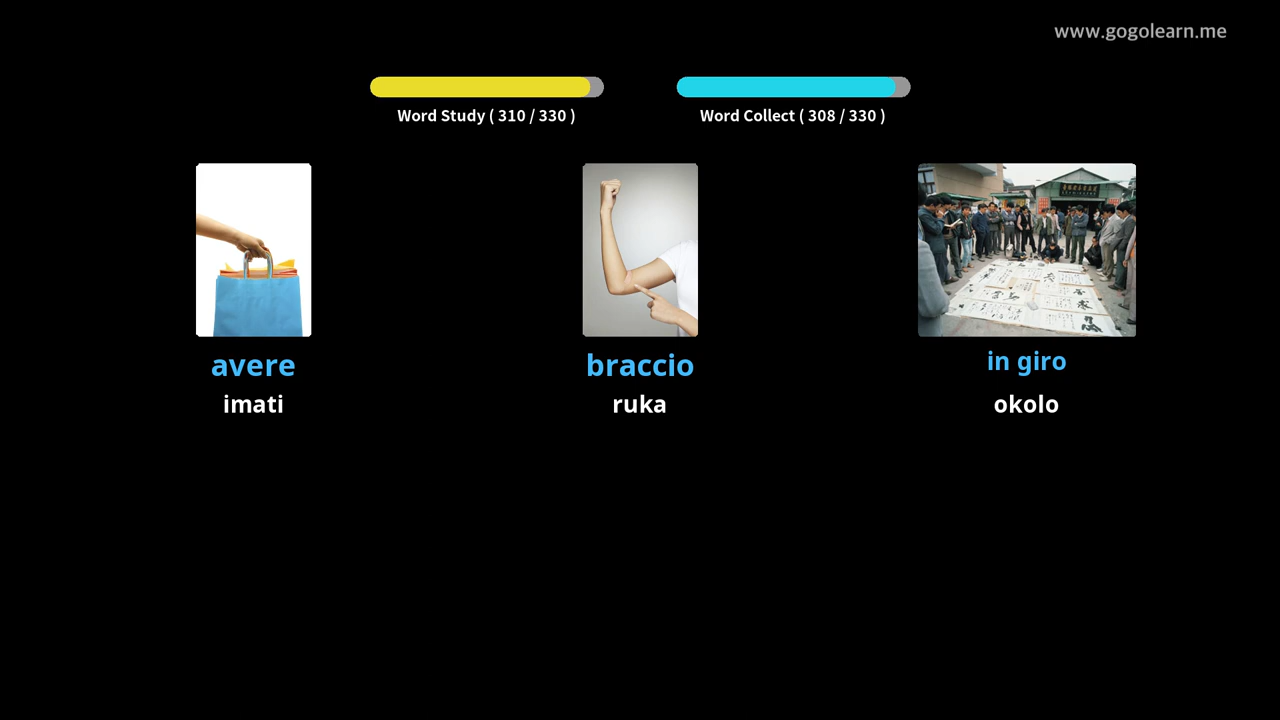 www.gogolearn.me
Word Study ( 310 / 330 )
Word Collect ( 308 / 330 )
avere
braccio
in giro
imati
ruka
okolo